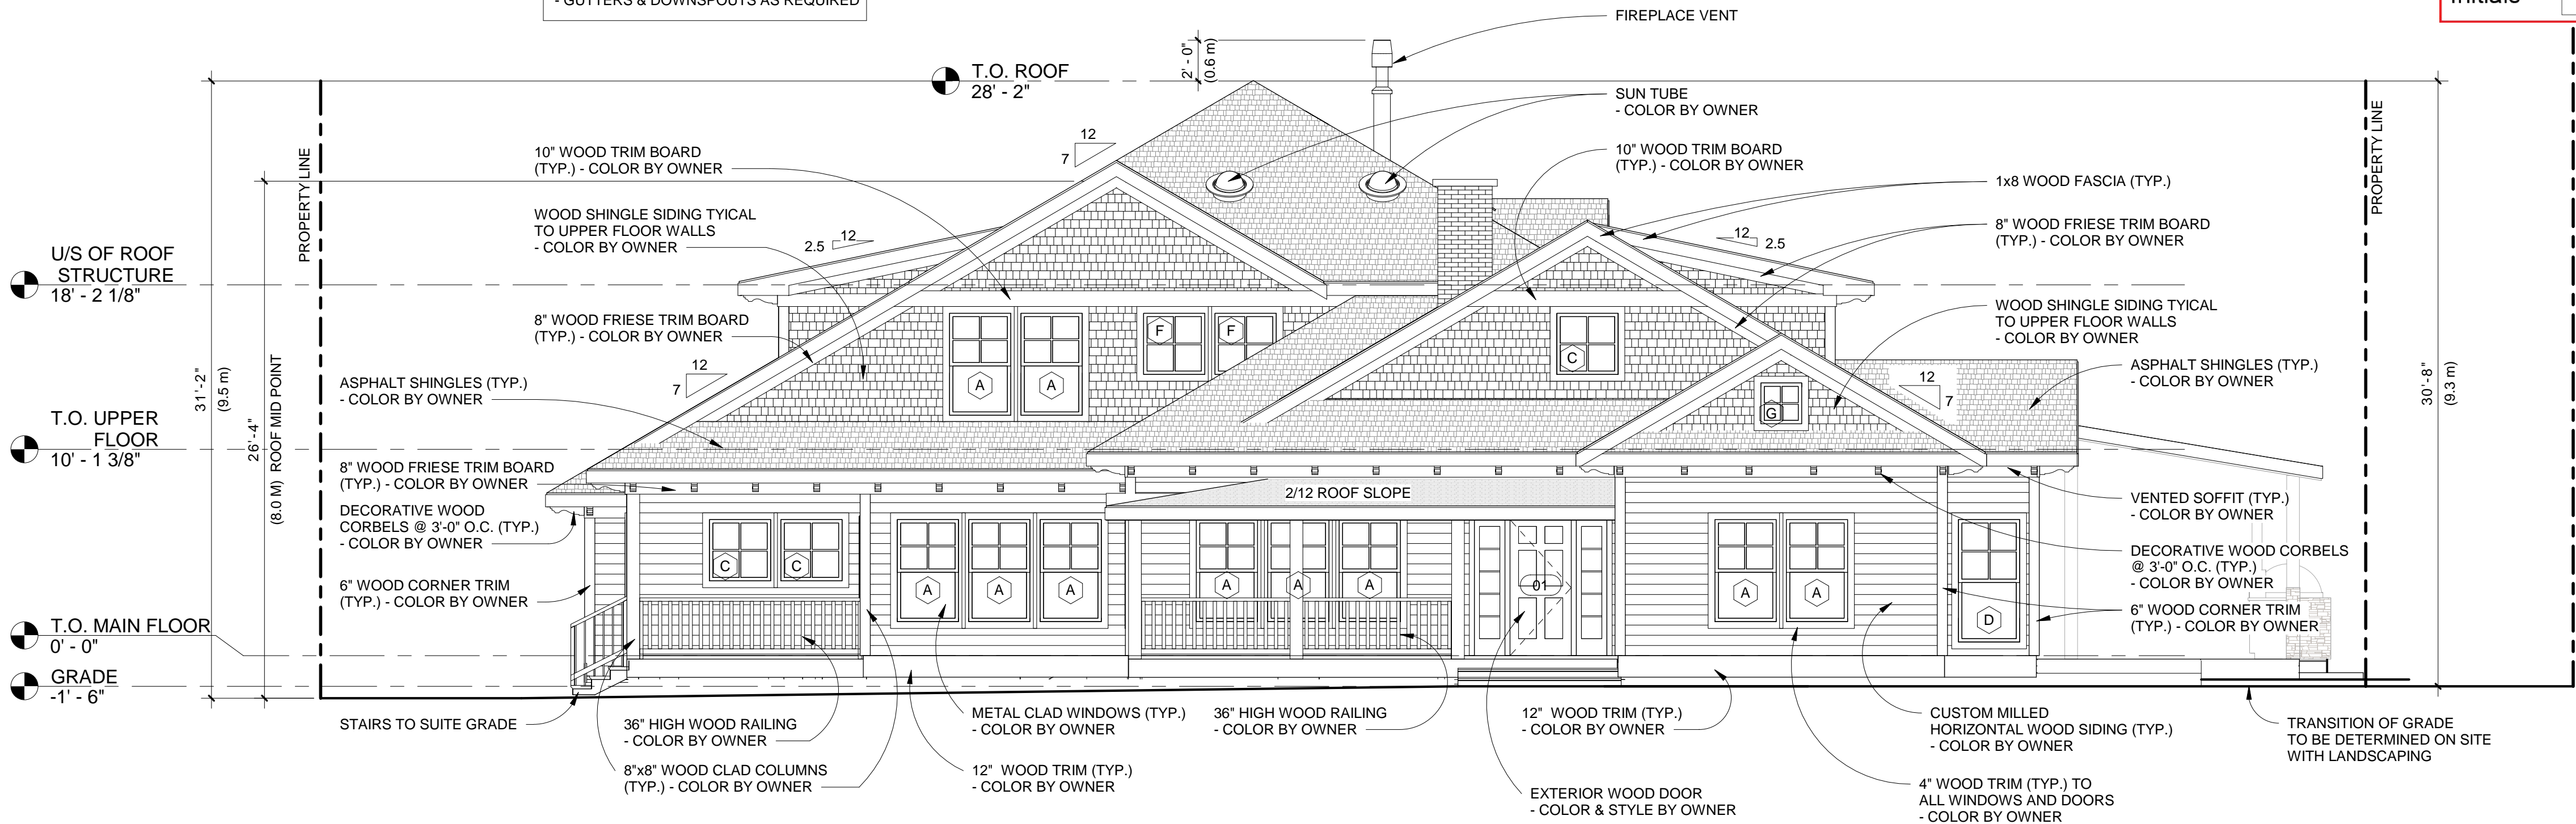 - GUTTERS & DOWNSPOUTS AS REQUIRED
Initials
FIREPLACE VENT
2' - 0"
(0.6 m)
T.O. ROOF
28' - 2"
SUN TUBE
- COLOR BY OWNER
PROPERTY LINE
PROPERTY LINE
12
7
10" WOOD TRIM BOARD
(TYP.) - COLOR BY OWNER
10" WOOD TRIM BOARD
(TYP.) - COLOR BY OWNER
1x8 WOOD FASCIA (TYP.)
WOOD SHINGLE SIDING TYICAL
TO UPPER FLOOR WALLS
- COLOR BY OWNER
12
2.5
12
2.5
8" WOOD FRIESE TRIM BOARD
(TYP.) - COLOR BY OWNER
U/S OF ROOF
STRUCTURE
18' - 2 1/8"
8" WOOD FRIESE TRIM BOARD
(TYP.) - COLOR BY OWNER
WOOD SHINGLE SIDING TYICAL
TO UPPER FLOOR WALLS
- COLOR BY OWNER
F
F
C
A
A
12
7
ASPHALT SHINGLES (TYP.)
- COLOR BY OWNER
ASPHALT SHINGLES (TYP.)
- COLOR BY OWNER
12
7
G
31'-2"
(9.5 m)
26'-4"
(8.0 M) ROOF MID POINT
30'-8"
(9.3 m)
T.O. UPPER
FLOOR
10' - 1 3/8"
8" WOOD FRIESE TRIM BOARD
(TYP.) - COLOR BY OWNER
2/12 ROOF SLOPE
VENTED SOFFIT (TYP.)
- COLOR BY OWNER
DECORATIVE WOOD
CORBELS @ 3'-0" O.C. (TYP.)
- COLOR BY OWNER
DECORATIVE WOOD CORBELS
@ 3'-0" O.C. (TYP.)
- COLOR BY OWNER
C
C
A
A
A
A
A
A
01
A
A
D
6" WOOD CORNER TRIM
(TYP.) - COLOR BY OWNER
6" WOOD CORNER TRIM
(TYP.) - COLOR BY OWNER
T.O. MAIN FLOOR
0' - 0"
GRADE
-1' - 6"
STAIRS TO SUITE GRADE
36" HIGH WOOD RAILING
- COLOR BY OWNER
METAL CLAD WINDOWS (TYP.)
- COLOR BY OWNER
36" HIGH WOOD RAILING
- COLOR BY OWNER
12" WOOD TRIM (TYP.)
- COLOR BY OWNER
CUSTOM MILLED
HORIZONTAL WOOD SIDING (TYP.)
- COLOR BY OWNER
TRANSITION OF GRADE
TO BE DETERMINED ON SITE
WITH LANDSCAPING
8"x8" WOOD CLAD COLUMNS
(TYP.) - COLOR BY OWNER
12" WOOD TRIM (TYP.)
- COLOR BY OWNER
EXTERIOR WOOD DOOR
- COLOR & STYLE BY OWNER
4" WOOD TRIM (TYP.) TO
ALL WINDOWS AND DOORS
- COLOR BY OWNER